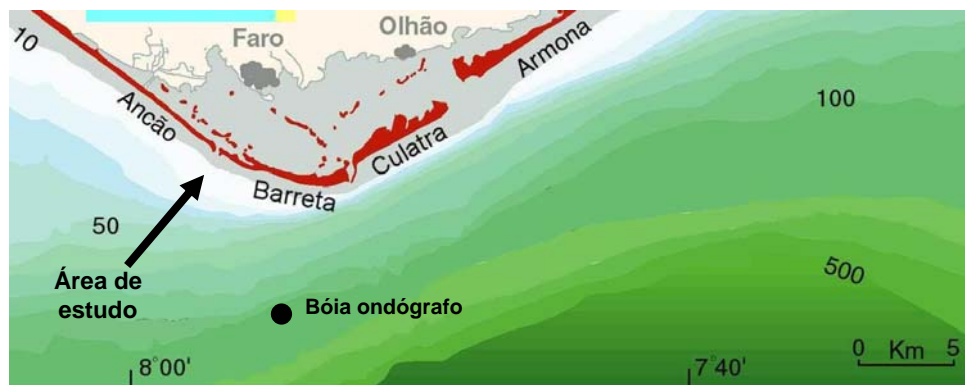 Olhão
Faro
Armona
10
Ancão
100
Culatra
Barreta
50
500
Área de
estudo
Bóia ondógrafo
0 Km 5
8°00'
7°40'